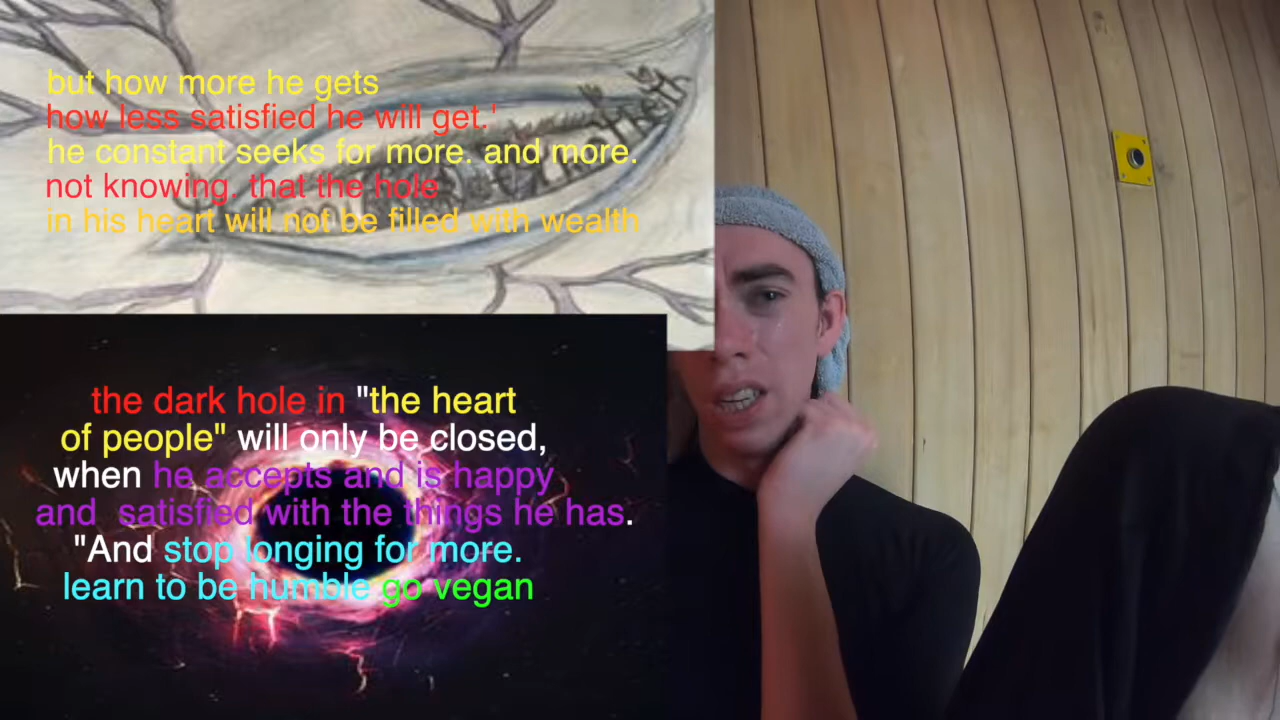 but how more he gets
how less satisfied he will get.'
he constant seeks for more. and more.
not knowing. that the hole
in his heart will not be filled with wealth
the dark hole in "the heart
of people" will only be closed,
when he accepts and is happy
and satisfied with the things he has.
"And stop longing for more.
learn to be humble go vegan